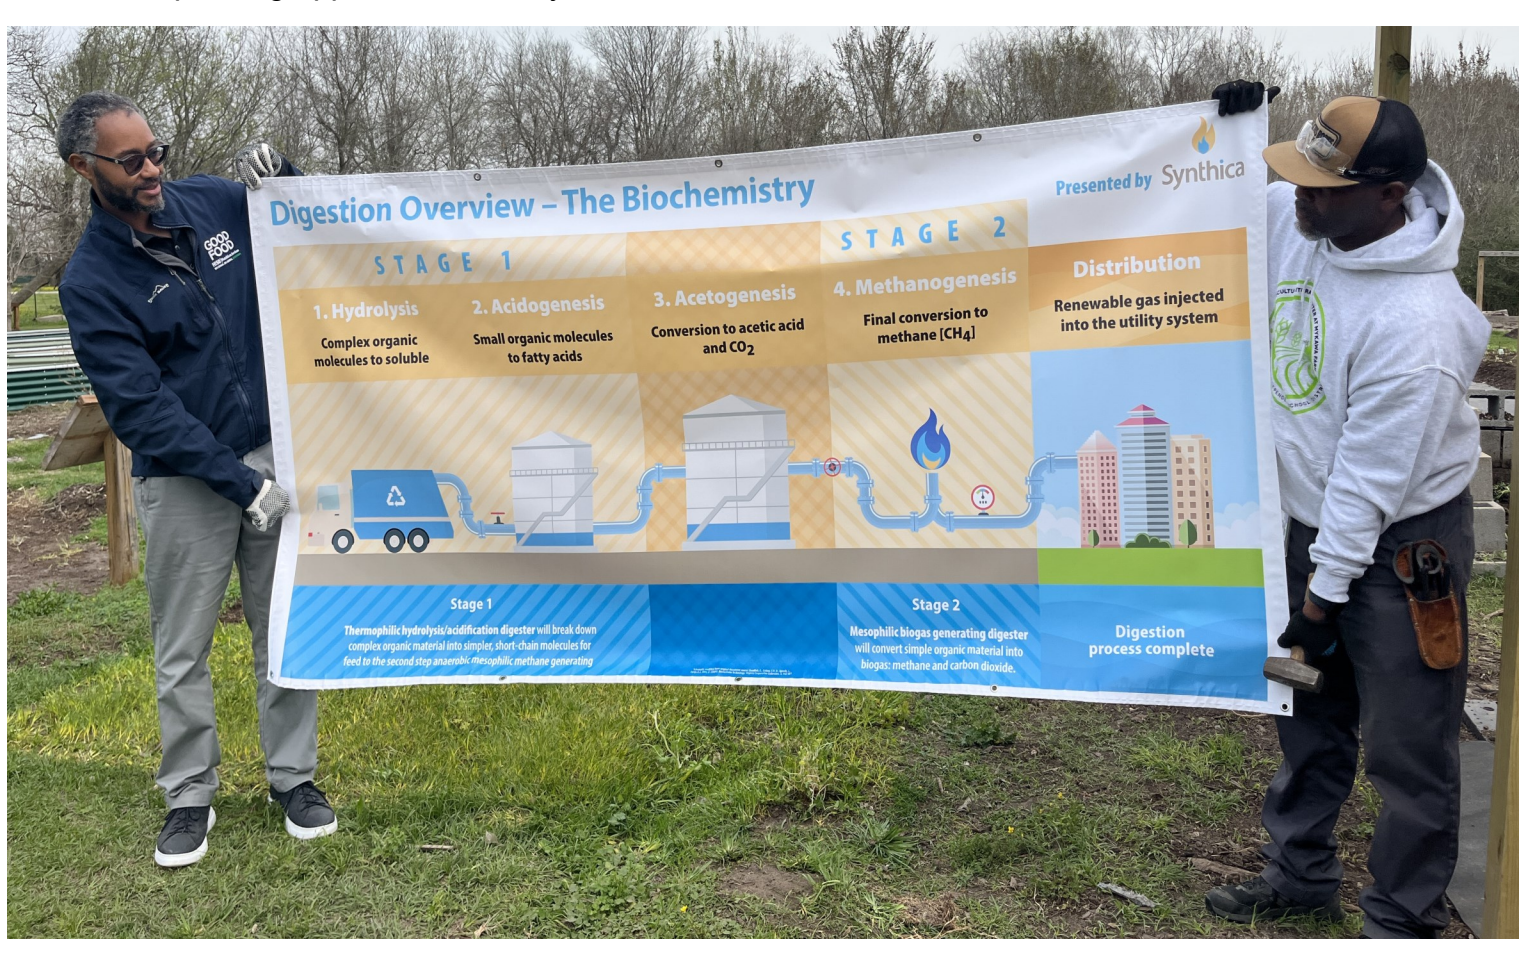 Digestion Overview – The Biochemistry
Presented by Synthica
STAGE 1
STAGE 2
1. Hydrolysis
Complex organic
molecules to soluble
2. Acidogenesis
Small organic molecules
to fatty acids
3. Acetogenesis
Conversion to acetic acid
and CO2
4. Methanogenesis
Final conversion to
methane [CH4]
Distribution
Renewable gas injected
into the utility system
Stage 1
Thermophilic hydrolysis/acidification digester will break down
complex organic material into simpler, short-chain molecules for
feed to the second step anaerobic mesophilic methane generating
Stage 2
Mesophilic biogas generating digester
will convert simple organic material into
biogas: methane and carbon dioxide.
Digestion
process complete
GOOD
FOOD